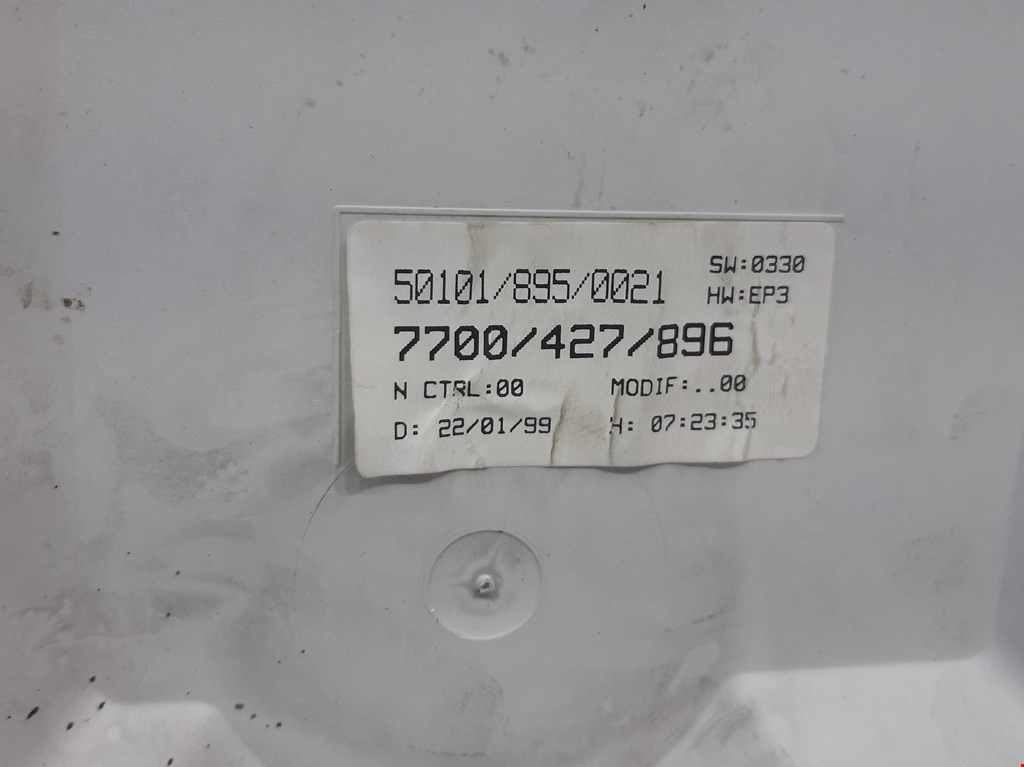 50101/895/0021
SW:0330
HW:EP3
7700/427/896
N CTRL:00 MODIF:..00
D: 22/01/99 H: 07:23:35